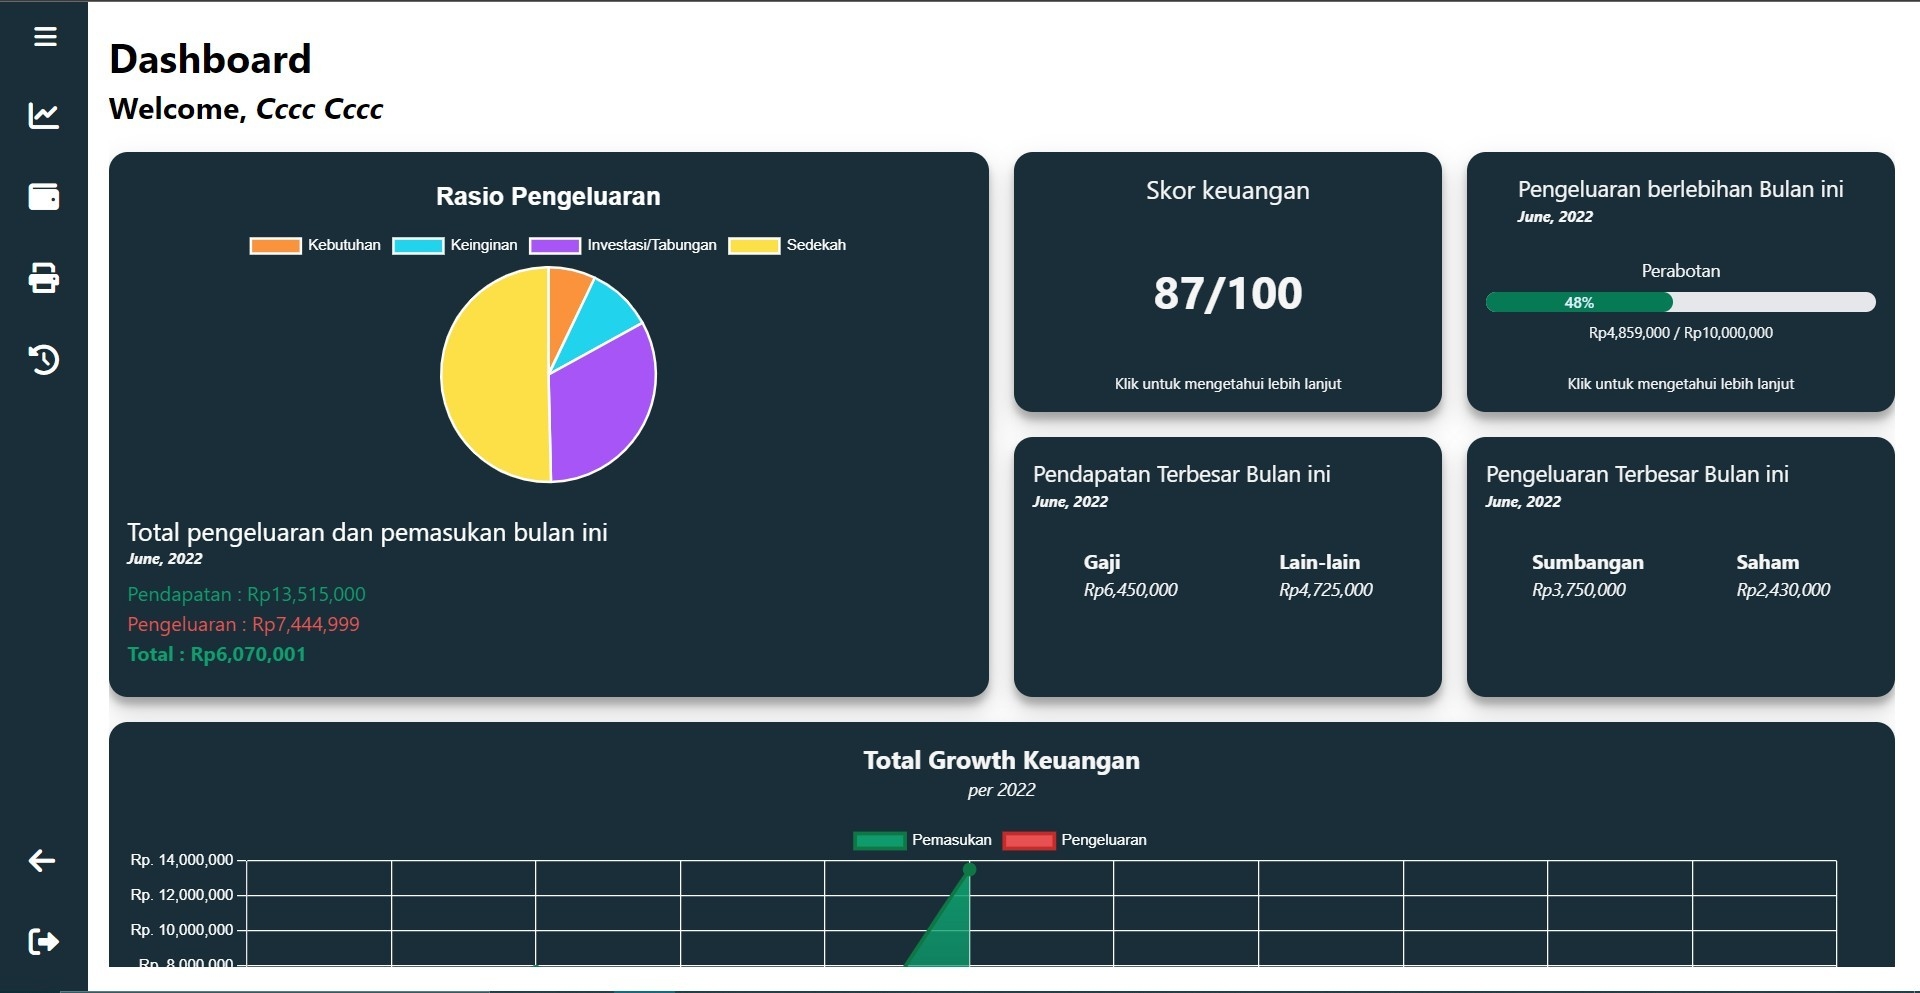 Dashboard
Welcome, Cccc Cccc
Rasio Pengeluaran
Kebutuhan Keinginan Investasi/Tabungan Sedekah
Total pengeluaran dan pemasukan bulan ini
June, 2022
Pendapatan : Rp13,515,000
Pengeluaran : Rp7,444,999
Total : Rp6,070,001
Skor keuangan
87/100
Klik untuk mengetahui lebih lanjut
Pengeluaran berlebihan Bulan ini
June, 2022
Perabotan
48%
Rp4,859,000 / Rp10,000,000
Klik untuk mengetahui lebih lanjut
Pendapatan Terbesar Bulan ini
June, 2022
Gaji Lain-lain
Rp6,450,000 Rp4,725,000
Pengeluaran Terbesar Bulan ini
June, 2022
Sumbangan Saham
Rp3,750,000 Rp2,430,000
Total Growth Keuangan
per 2022
Pemasukan Pengeluaran
Rp. 14,000,000
Rp. 12,000,000
Rp. 10,000,000
Rp. 8,000,000